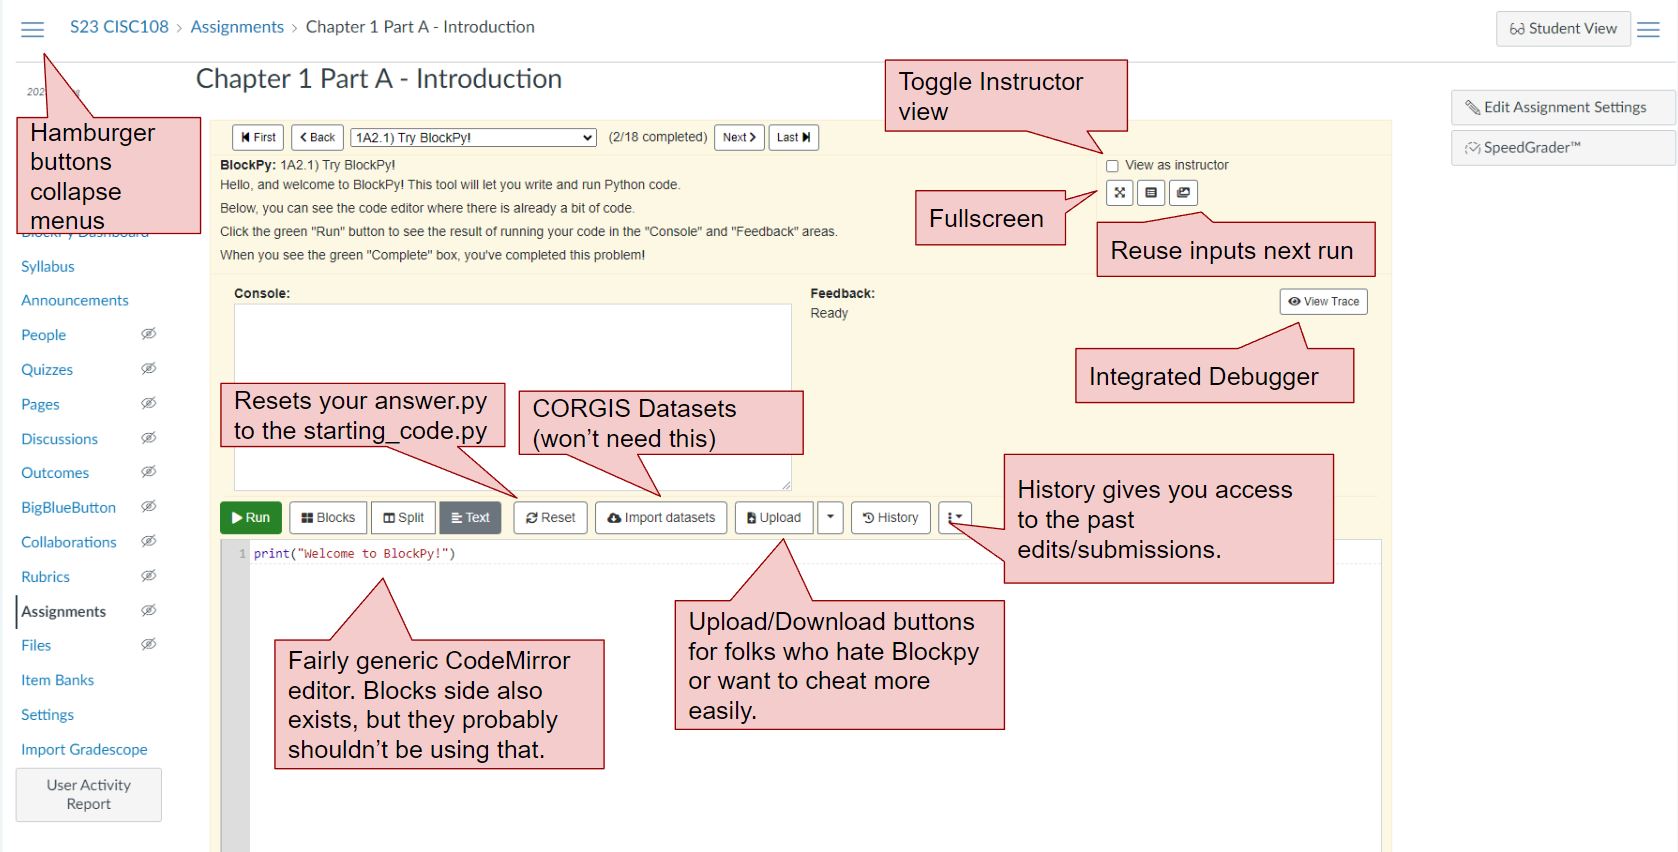 S23 CISC108 › Assignments › Chapter 1 Part A - Introduction
Student View
Chapter 1 Part A - Introduction
Edit Assignment Settings
SpeedGrader™
Hamburger
buttons
collapse
menus
Syllabus
Announcements
People
Quizzes
Pages
Discussions
Outcomes
BigBlueButton
Collaborations
Rubrics
Assignments
Files
Item Banks
Settings
Import Gradescope
User Activity
Report
First
Back
1A2.1) Try BlockPy!
(2/18 completed)
Next
Last
BlockPy: 1A2.1) Try BlockPy!
Hello, and welcome to BlockPy! This tool will let you write and run Python code.
Below, you can see the code editor where there is already a bit of code.
Click the green "Run" button to see the result of running your code in the "Console" and "Feedback" areas.
When you see the green "Complete" box, you've completed this problem!
Toggle Instructor
view
View as instructor
Fullscreen
Reuse inputs next run
Console:
Feedback:
Ready
View Trace
Integrated Debugger
Resets your answer.py
to the starting_code.py
CORGIS Datasets
(won't need this)
History gives you access
to the past
edits/submissions.
Run
Blocks
Split
Text
Reset
Import datasets
Upload
History
1 print("Welcome to BlockPy!")
Fairly generic CodeMirror
editor. Blocks side also
exists, but they probably
shouldn't be using that.
Upload/Download buttons
for folks who hate Blockpy
or want to cheat more
easily.